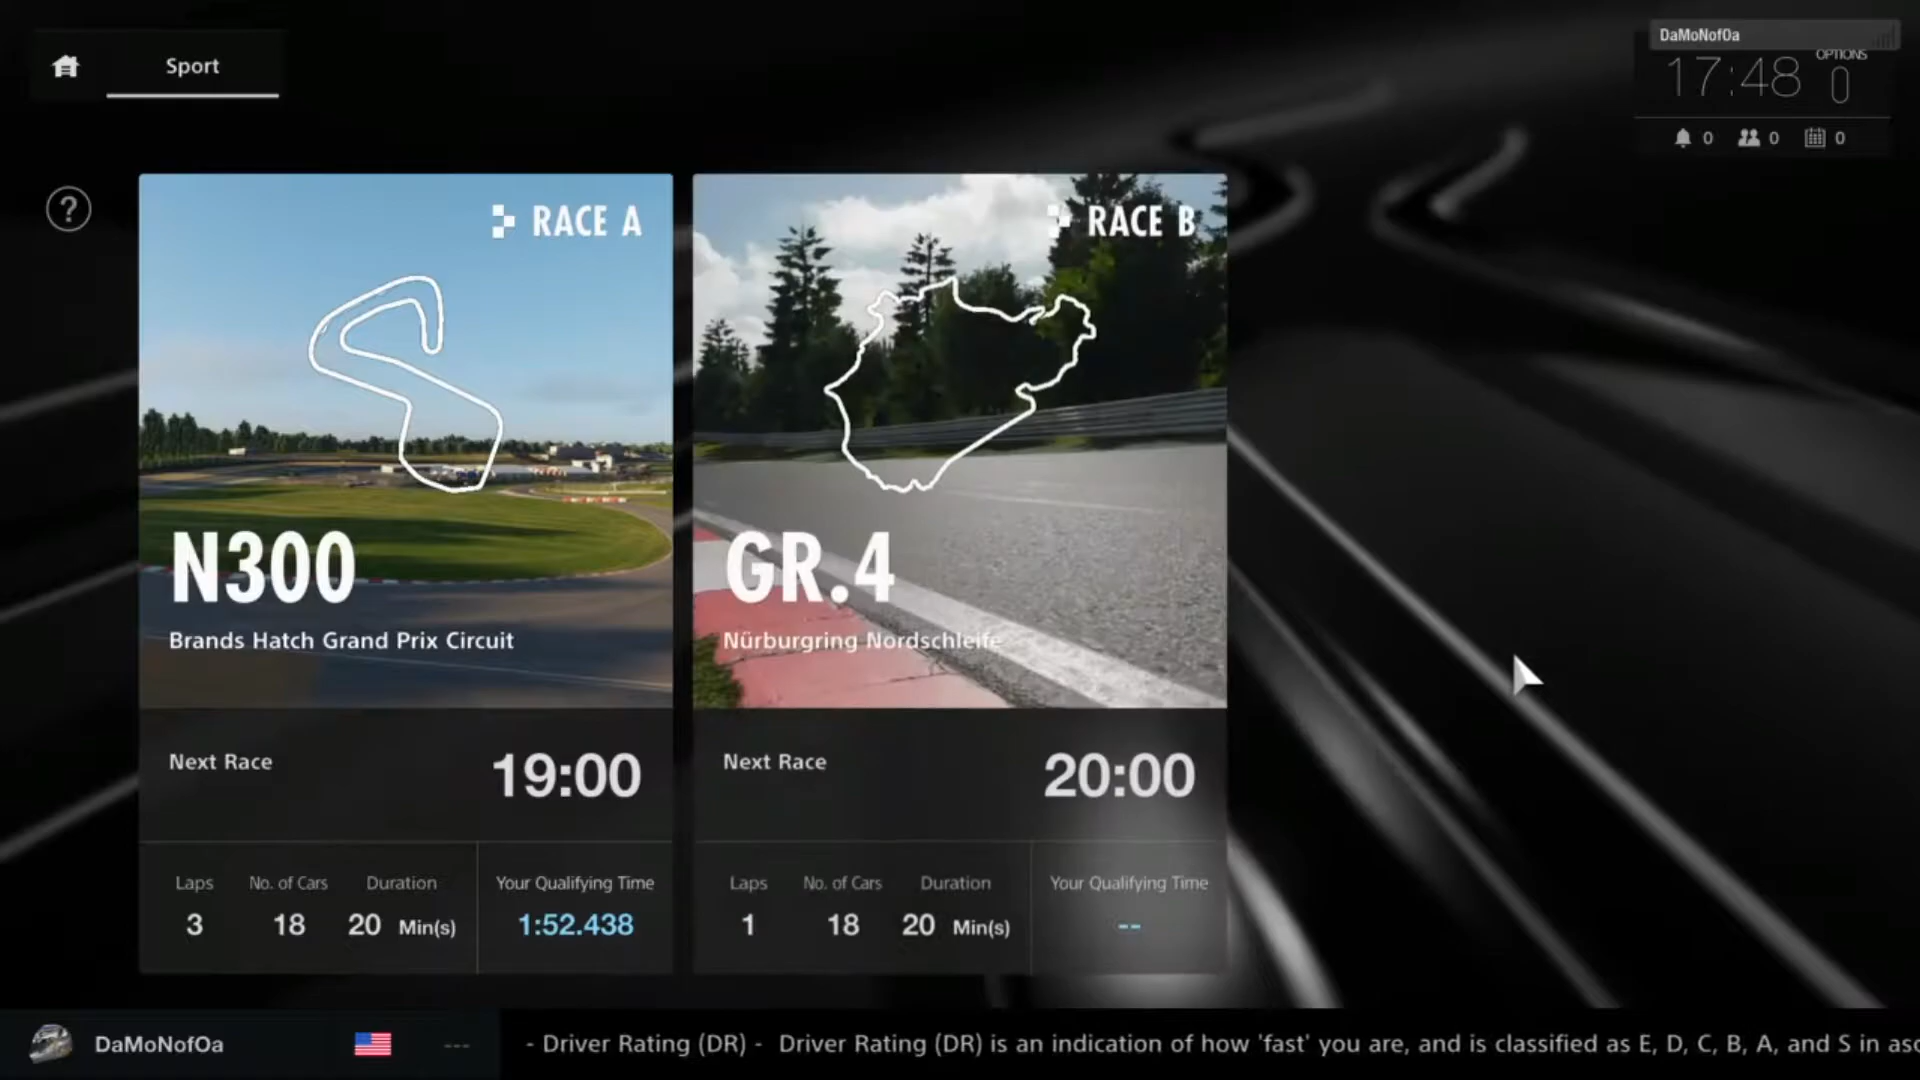 Sport
DaMoNofOa
OPTIONS
17:48
0 0 0
?
RACE A
N300
Brands Hatch Grand Prix Circuit
Next Race 19:00
Laps No. of Cars Duration Your Qualifying Time
3 18 20 Min(s) 1:52.438
RACE B
GR.4
Nürburgring Nordschleife
Next Race 20:00
Laps No. of Cars Duration Your Qualifying Time
1 18 20 Min(s) --
DaMoNofOa --- - Driver Rating (DR) - Driver Rating (DR) is an indication of how 'fast' you are, and is classified as E, D, C, B, A, and S in asc